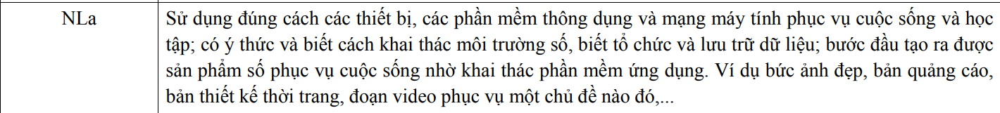 NLa
Sử dụng đúng cách các thiết bị, các phần mềm thông dụng và mạng máy tính phục vụ cuộc sống và học
tập; có ý thức và biết cách khai thác môi trường số, biết tổ chức và lưu trữ dữ liệu; bước đầu tạo ra được
sản phẩm số phục vụ cuộc sống nhờ khai thác phần mềm ứng dụng. Ví dụ bức ảnh đẹp, bản quảng cáo,
bản thiết kế thời trang, đoạn video phục vụ một chủ đề nào đó,...